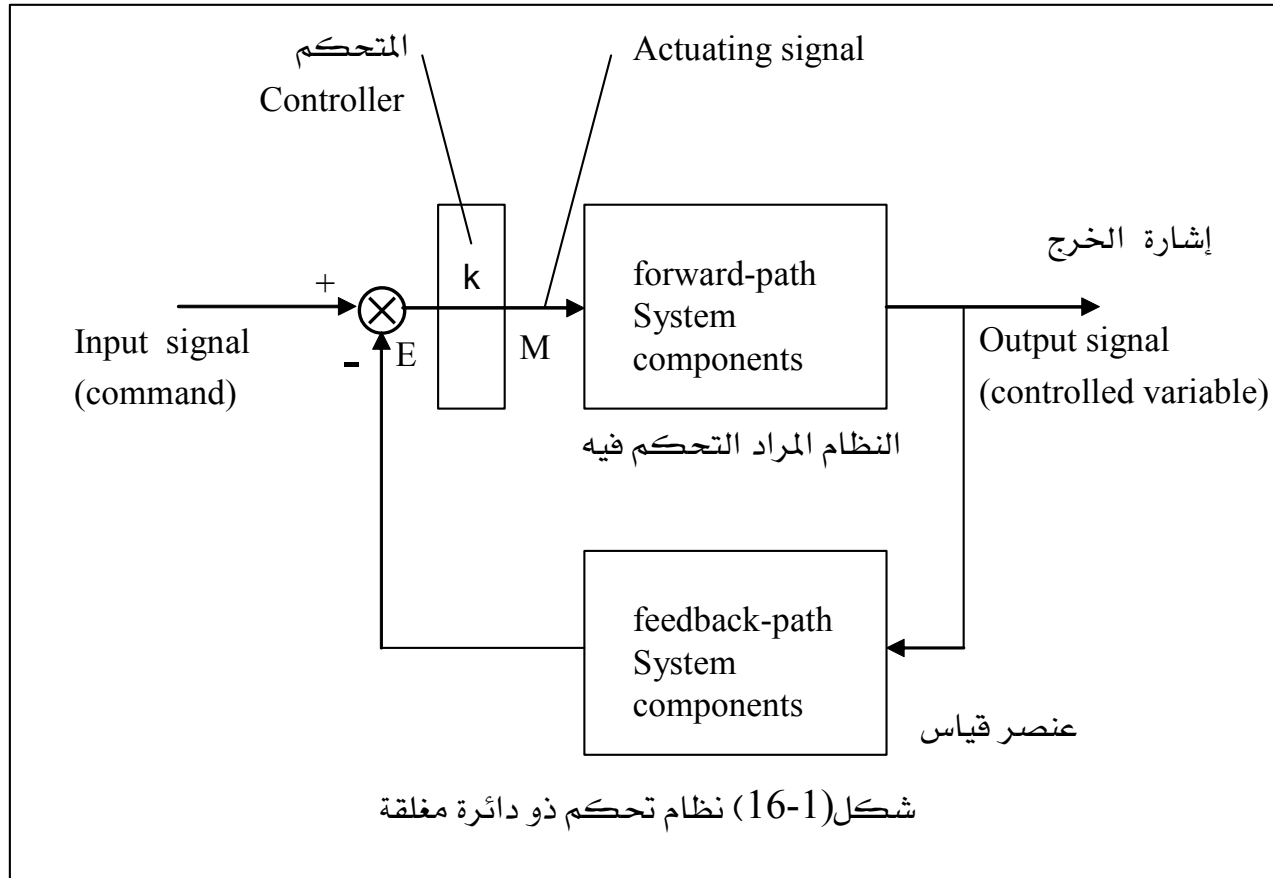 المتحكم
Controller
Actuating signal
k
+
-
E
M
Input signal
(command)
forward-path
System
components
إشارة الخرج
Output signal
(controlled variable)
النظام المراد التحكم فيه
feedback-path
System
components
عنصر قياس
شكل(1-16) نظام تحكم ذو دائرة مغلقة